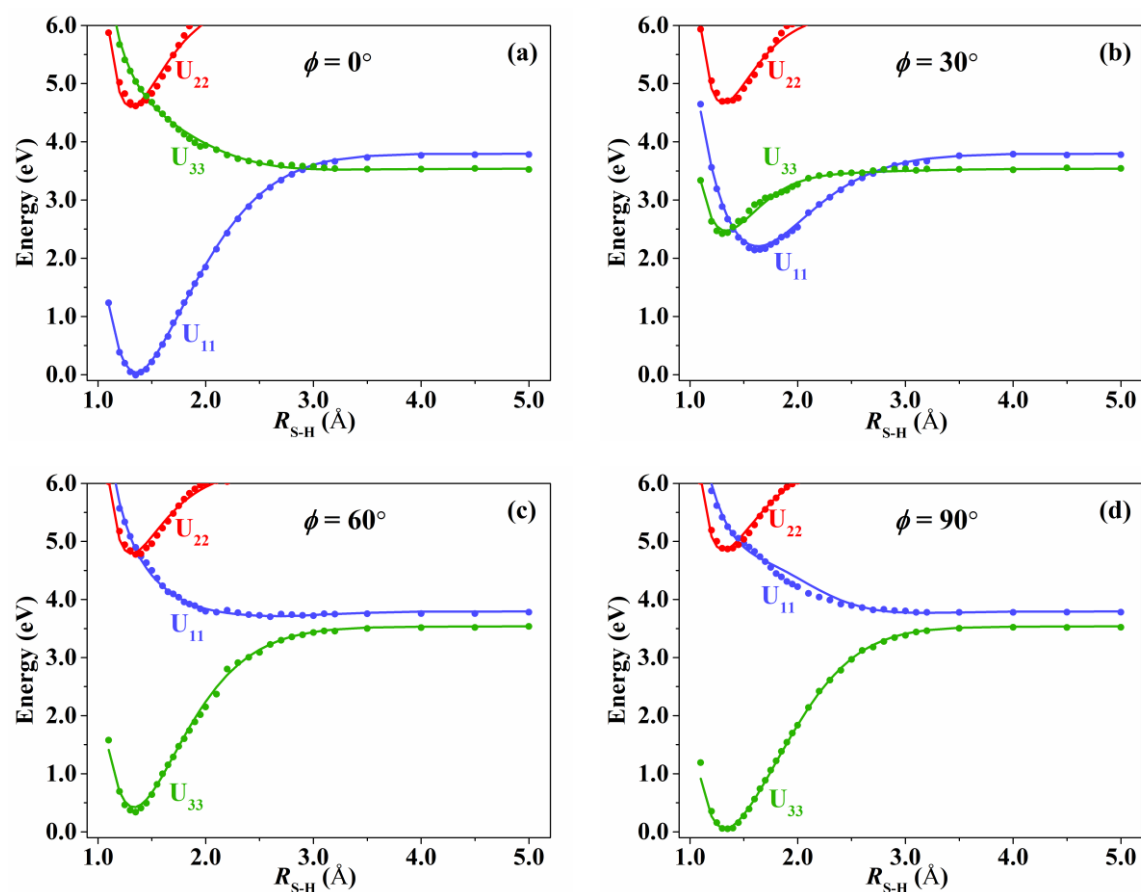 (a)
ϕ = 0°
U22
U33
U11
Energy (eV)
6.0
5.0
4.0
3.0
2.0
1.0
0.0
1.0 2.0 3.0 4.0 5.0
RS-H (Å)
(b)
ϕ = 30°
U22
U33
U11
Energy (eV)
6.0
5.0
4.0
3.0
2.0
1.0
0.0
1.0 2.0 3.0 4.0 5.0
RS-H (Å)
(c)
ϕ = 60°
U22
U11
U33
Energy (eV)
6.0
5.0
4.0
3.0
2.0
1.0
0.0
1.0 2.0 3.0 4.0 5.0
RS-H (Å)
(d)
ϕ = 90°
U22
U11
U33
Energy (eV)
6.0
5.0
4.0
3.0
2.0
1.0
0.0
1.0 2.0 3.0 4.0 5.0
RS-H (Å)